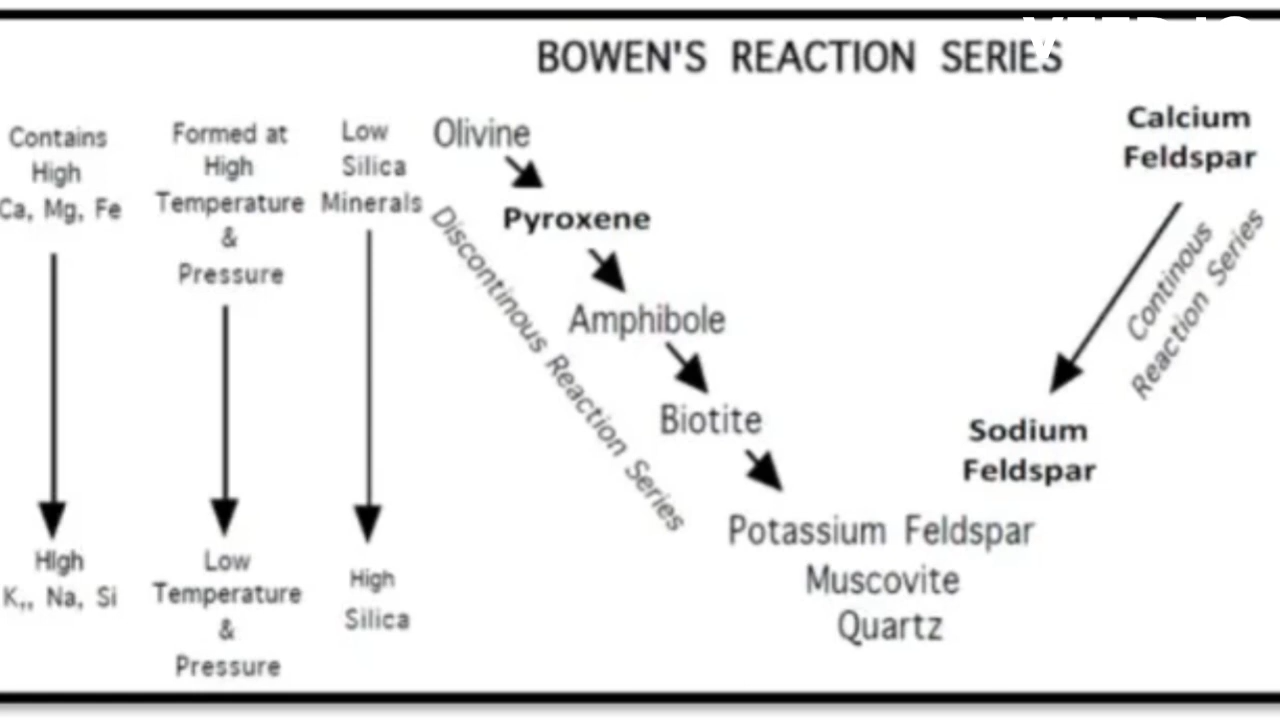 BOWEN'S REACTION SERIES
Contains
High
Ca, Mg, Fe
Formed at
High
Temperature
&
Pressure
Low
Silica
Minerals
Olivine
Pyroxene
Amphibole
Biotite
Discontinous Reaction Series
Calcium
Feldspar
Continous
Reaction Series
Sodium
Feldspar
Potassium Feldspar
Muscovite
Quartz
HIgh
K,, Na, Si
Low
Temperature
&
Pressure
High
Silica